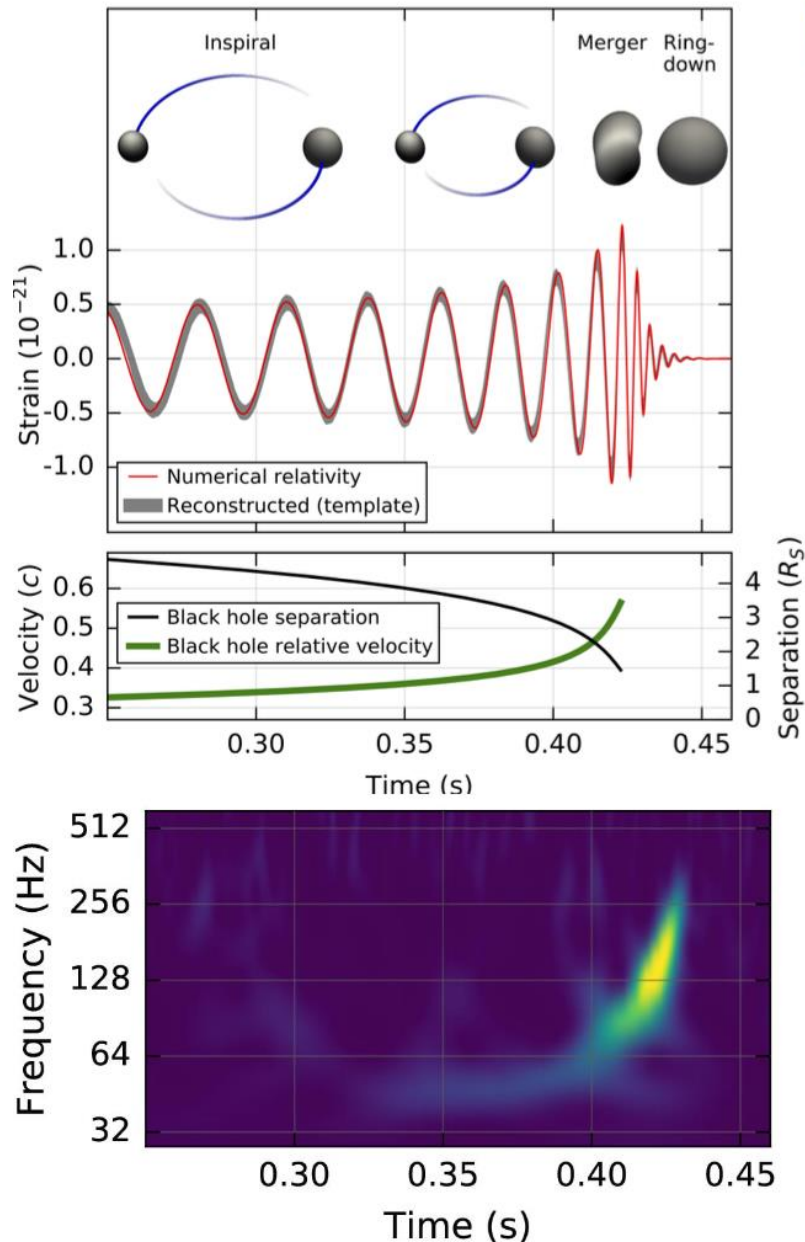 Inspiral
Merger
Ring-
down
Strain (10⁻²¹)
1.0
0.5
0.0
-0.5
-1.0
Numerical relativity
Reconstructed (template)
Velocity (c)
0.6
0.5
0.4
0.3
Black hole separation
Black hole relative velocity
Separation (R_S)
4
3
2
1
0
0.30
0.35
0.40
0.45
Time (s)
Frequency (Hz)
512
256
128
64
32
0.30
0.35
0.40
0.45
Time (s)